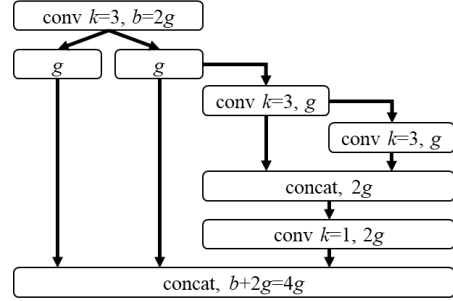 conv k=3, b=2g
g
g
conv k=3, g
conv k=3, g
concat, 2g
conv k=1, 2g
concat, b+2g=4g